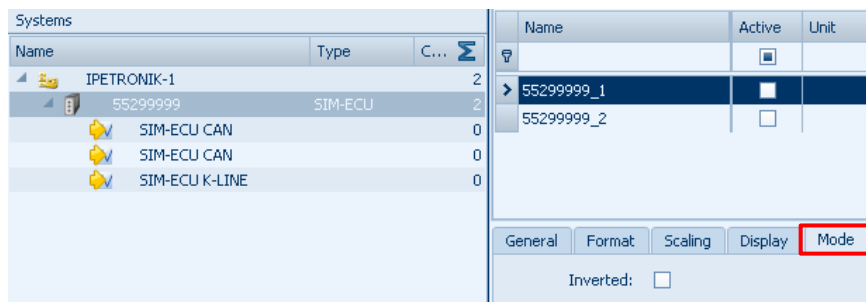 Systems
Name Type C...
IPETRONIK-1 2
55299999 SIM-ECU 2
SIM-ECU CAN 0
SIM-ECU CAN 0
SIM-ECU K-LINE 0
Name Active Unit
55299999_1
55299999_2
General Format Scaling Display Mode
Inverted: